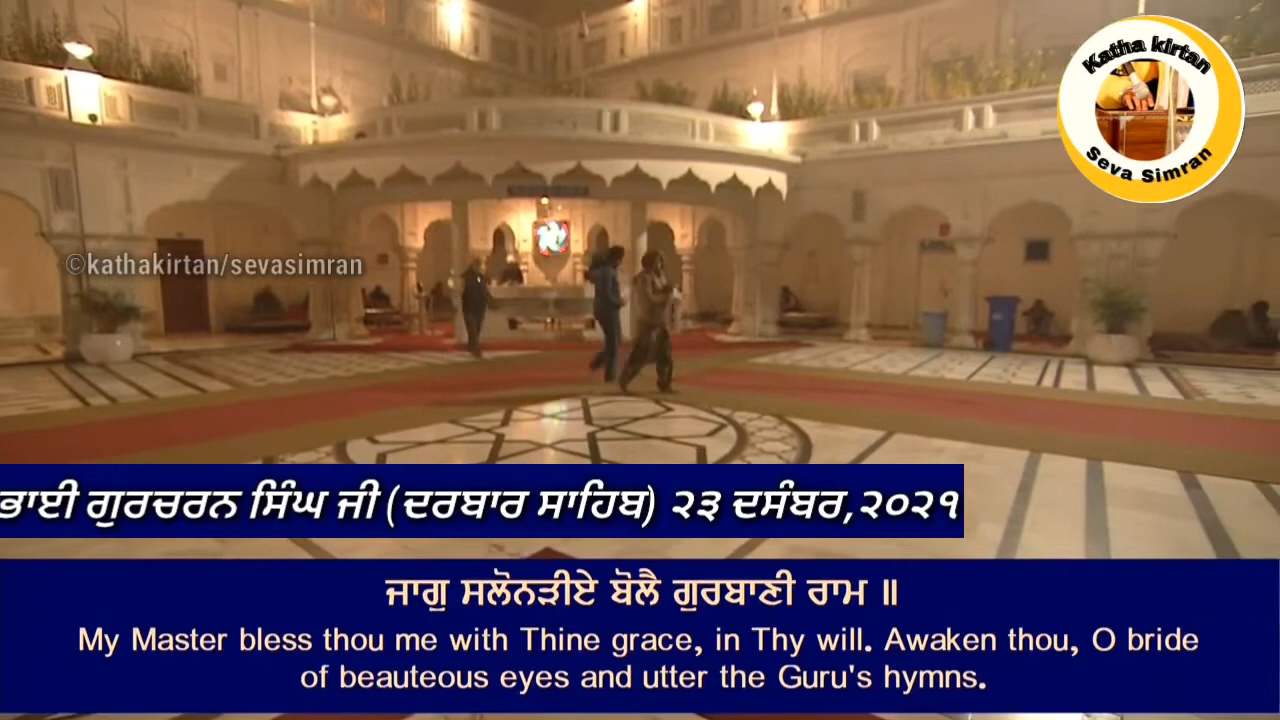 Katha kirtan
Seva Simran
©kathakirtan/sevasimran
ਭਾਈ ਗੁਰਚਰਨ ਸਿੰਘ ਜੀ (ਦਰਬਾਰ ਸਾਹਿਬ) ੨੩ ਦਸੰਬਰ,੨੦੨੧
ਜਾਗੁ ਸਲੋਨੜੀਏ ਬੋਲੈ ਗੁਰਬਾਣੀ ਰਾਮ ॥
My Master bless thou me with Thine grace, in Thy will. Awaken thou, O bride
of beauteous eyes and utter the Guru's hymns.